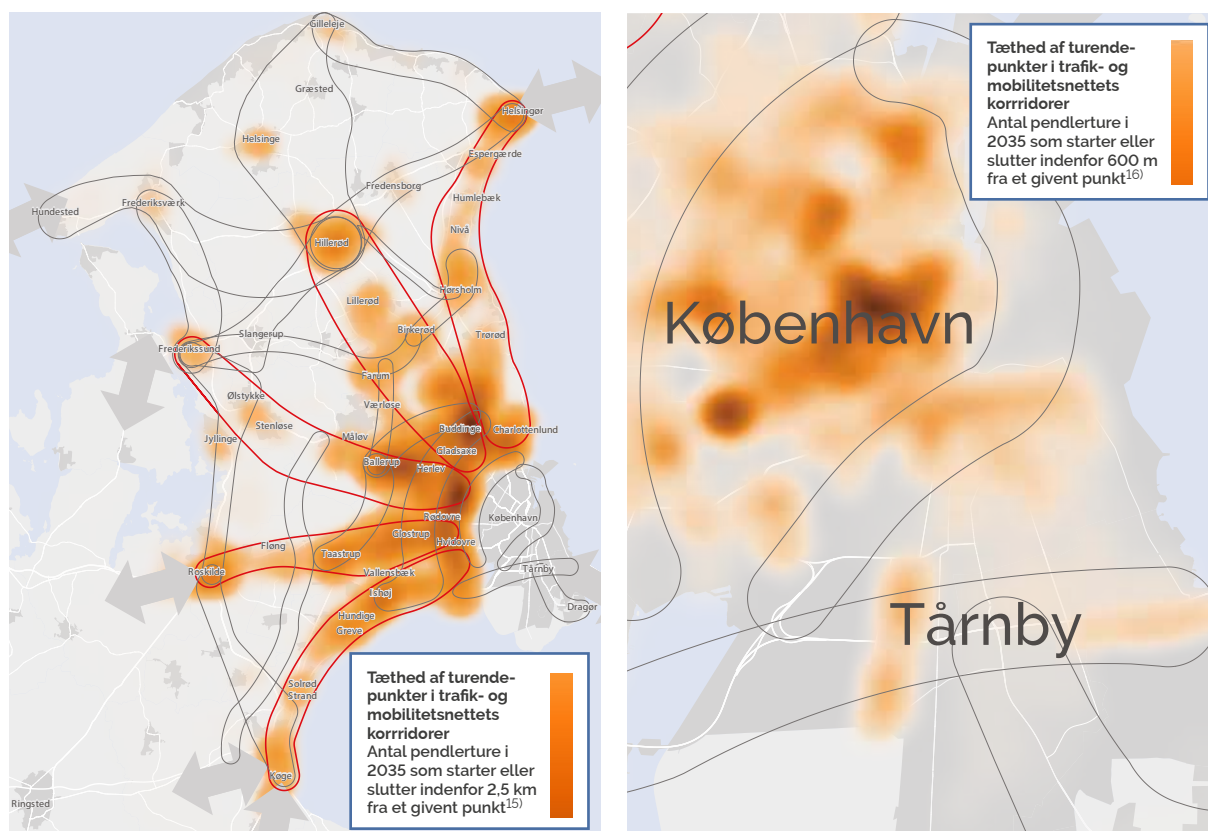 Gilleleje
Græsted
Helsingør
Helsinge
Espergærde
Fredensborg
Humlebæk
Frederiksværk
Hundested
Nivå
Hillerød
Hørsholm
Lillerød
Birkerød
Trørød
Slangerup
Frederikssund
Farum
Ølstykke
Værløse
Stenløse
Buddinge
Charlottenlund
Jyllinge
Måløv
Gladsaxe
Ballerup
Herlev
Rødovre
København
Glostrup
Hvidovre
Fløng
Taastrup
Roskilde
Vallensbæk
Tårnby
Ishøj
Dragør
Hundige
Greve
Solrød
Strand
Køge
Ringsted
Tæthed af turende-
punkter i trafik- og
mobilitetsnettets
korrridorer
Antal pendlerture i
2035 som starter eller
slutter indenfor 2,5 km
fra et givent punkt15)
Tæthed af turende-
punkter i trafik- og
mobilitetsnettets
korrridorer
Antal pendlerture i
2035 som starter eller
slutter indenfor 600 m
fra et givent punkt16)
København
Tårnby